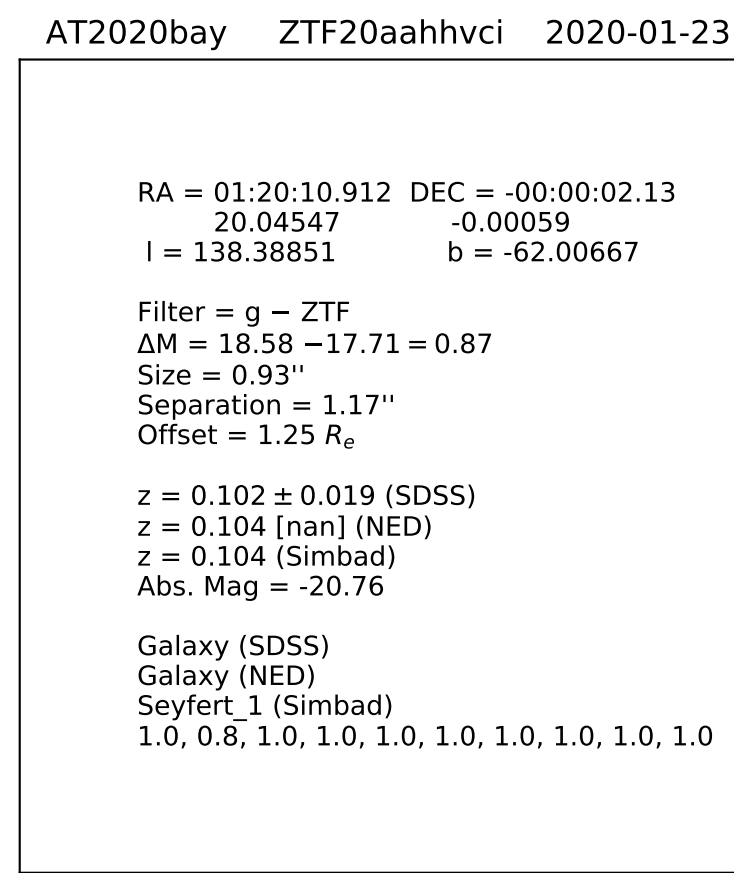 AT2020bay ZTF20aahhvci 2020-01-23
RA = 01:20:10.912 DEC = -00:00:02.13
20.04547 -0.00059
l = 138.38851 b = -62.00667
Filter = g − ZTF
ΔM = 18.58 −17.71 = 0.87
Size = 0.93''
Separation = 1.17''
Offset = 1.25 Rₑ
z = 0.102 ± 0.019 (SDSS)
z = 0.104 [nan] (NED)
z = 0.104 (Simbad)
Abs. Mag = -20.76
Galaxy (SDSS)
Galaxy (NED)
Seyfert_1 (Simbad)
1.0, 0.8, 1.0, 1.0, 1.0, 1.0, 1.0, 1.0, 1.0, 1.0